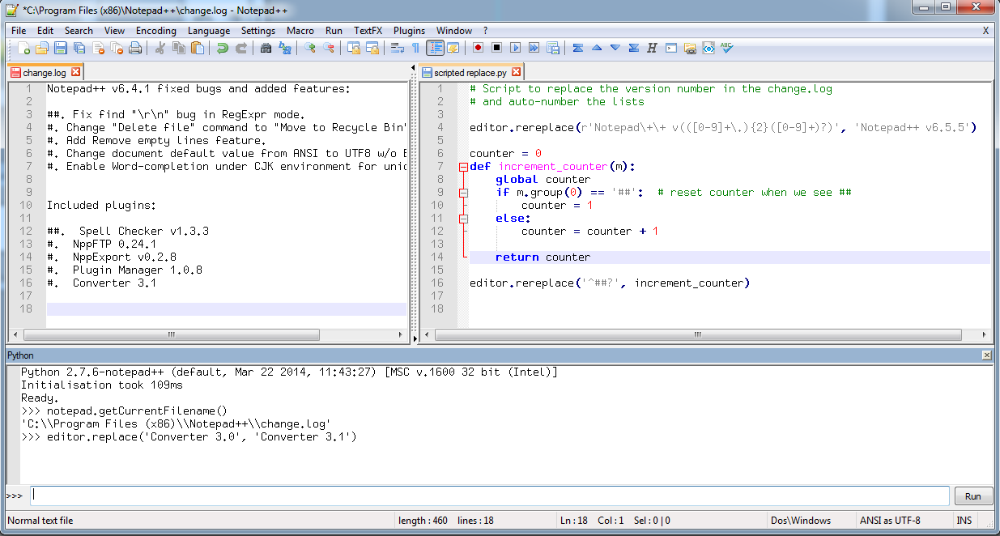 *C:\Program Files (x86)\Notepad++\change.log - Notepad++
File Edit Search View Encoding Language Settings Macro Run TextFX Plugins Window ? X
change.log
1 Notepad++ v6.4.1 fixed bugs and added features:
2
3 ##. Fix find "\r\n" bug in RegExpr mode.
4 #. Change "Delete file" command to "Move to Recycle Bin"
5 #. Add Remove empty lines feature.
6 #. Change document default value from ANSI to UTF8 w/o
7 #. Enable Word-completion under CJK environment for
8
9
10 Included plugins:
11
12 ##.  Spell Checker v1.3.3
13 #.  NppFTP 0.24.1
14 #.  NppExport v0.2.8
15 #.  Plugin Manager 1.0.8
16 #.  Converter 3.1
17
18
scripted replace.py
1 # Script to replace the version number in the change.log
2 # and auto-number the lists
3
4 editor.rereplace(r'Notepad\+\+ v(([0-9]+\.){2}([0-9]+)?)', 'Notepad++ v6.5.5')
5
6 counter = 0
7 def increment_counter(m):
8     global counter
9     if m.group(0) == '##':  # reset counter when we see ##
10         counter = 1
11     else:
12         counter = counter + 1
13
14     return counter
15
16 editor.rereplace('^##?', increment_counter)
17
18
Python
Python 2.7.6-notepad++ (default, Mar 22 2014, 11:43:27) [MSC v.1600 32 bit (Intel)]
Initialisation took 109ms
Ready.
>>> notepad.getCurrentFilename()
'C:\\Program Files (x86)\\Notepad++\\change.log'
>>> editor.replace('Converter 3.0', 'Converter 3.1')
>>> Run
Normal text file length : 460 lines : 18 Ln : 18 Col : 1 Sel : 0 | 0 Dos\Windows ANSI as UTF-8 INS